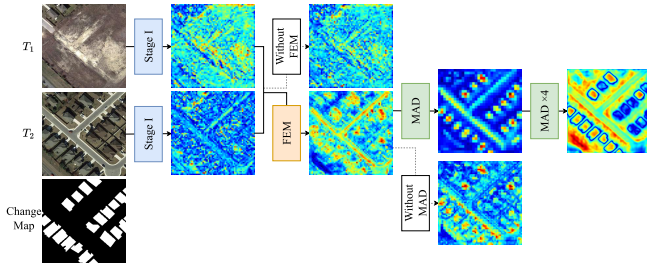 T₁
Stage I
Without
FEM
T₂
Stage I
FEM
MAD
MAD ×4
Without
MAD
Change
Map